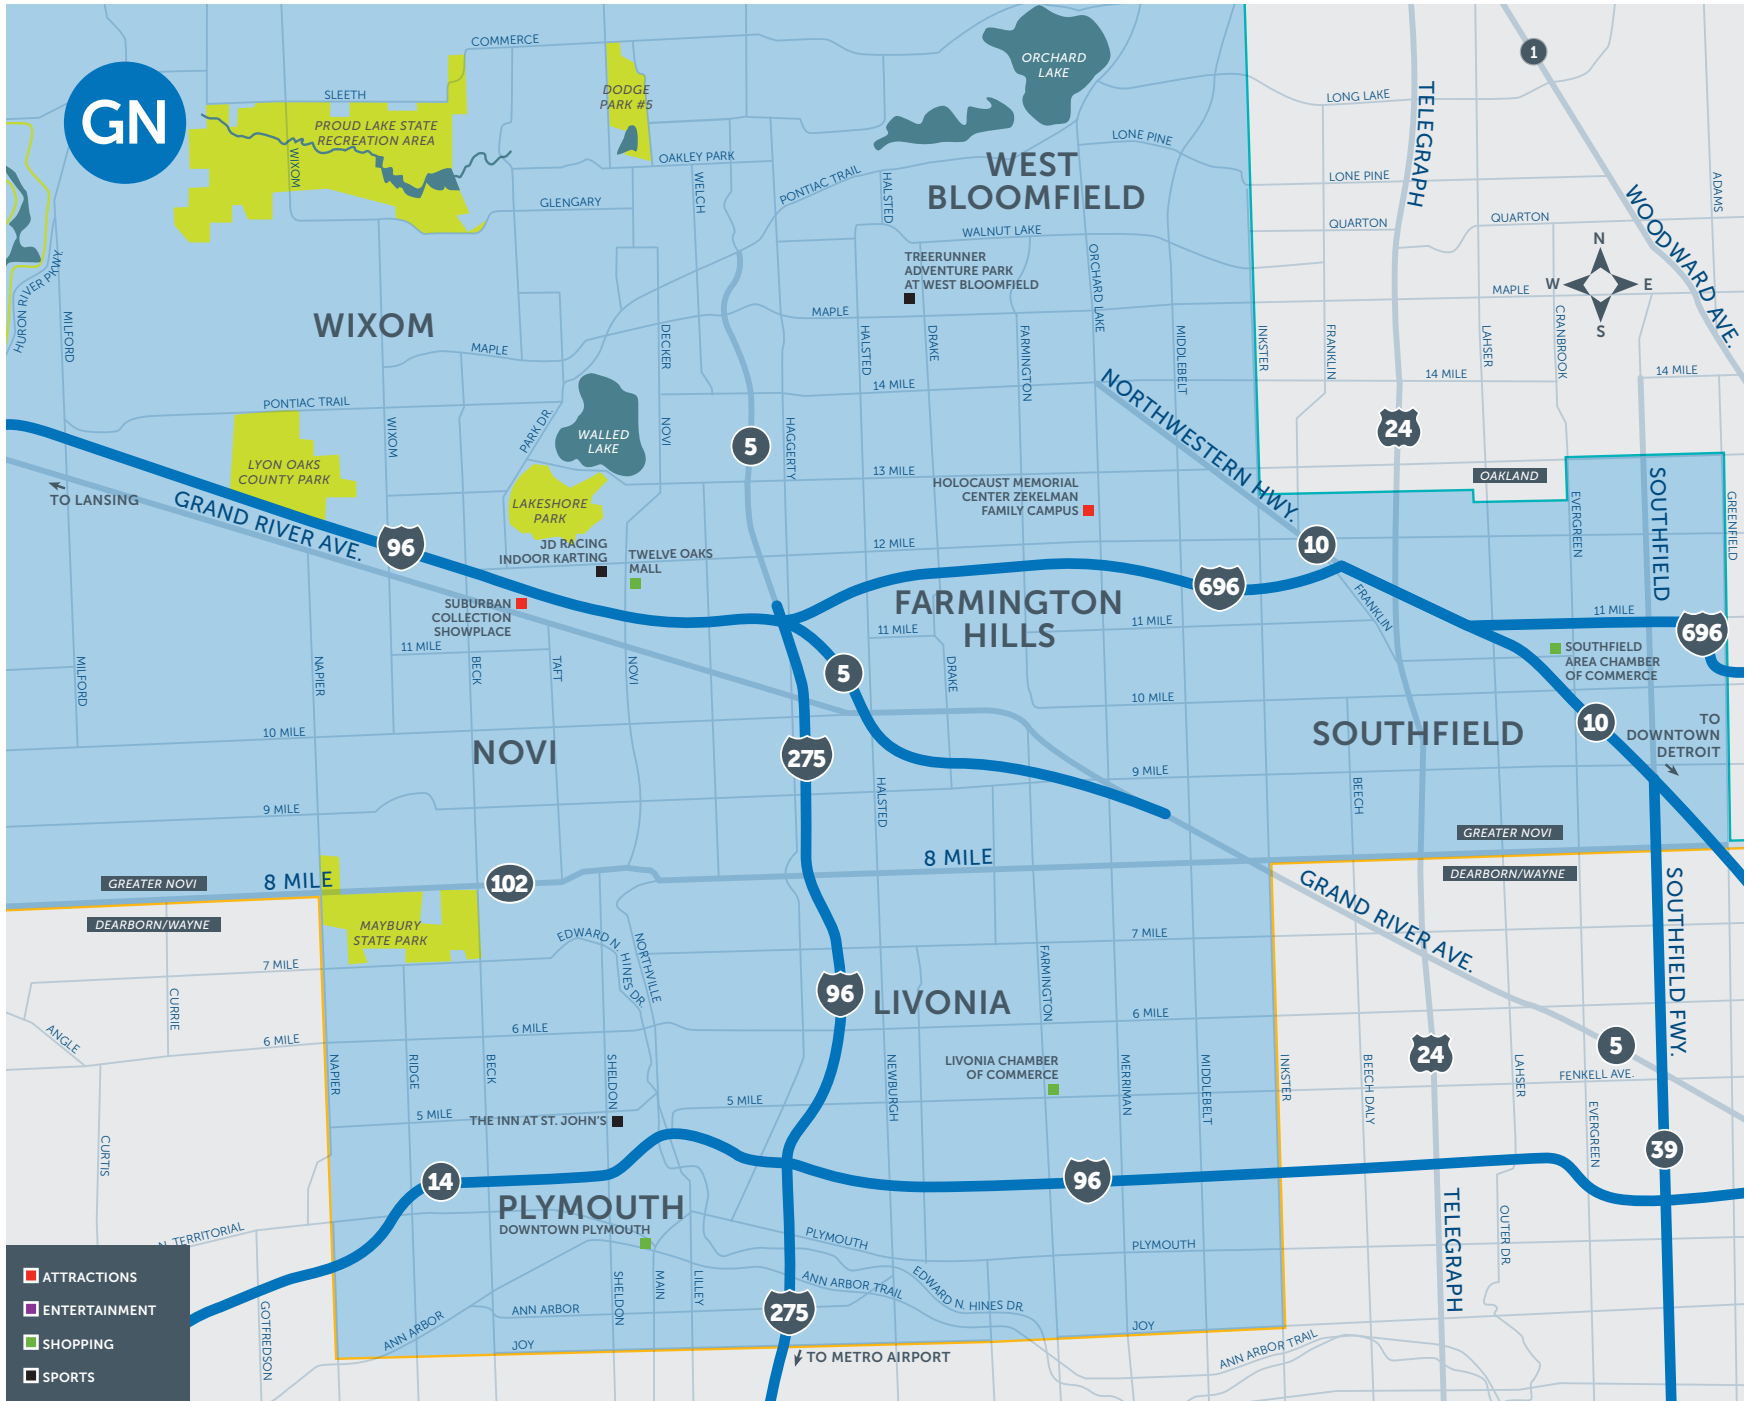 COMMERCE
ORCHARD
LAKE
1
GN
SLEETH
DODGE
PARK #5
LONG LAKE
TELEGRAPH
PROUD LAKE STATE
RECREATION AREA
WIXOM
LONE PINE
OAKLEY PARK
WELCH
PONTIAC TRAIL
HALSTED
WEST
BLOOMFIELD
LONE PINE
ADAMS
GLENGARY
WALNUT LAKE
QUARTON
QUARTON
WOODWARD AVE.
N
W
E
S
HURON RIVER PKWY
MILFORD
WIXOM
TREERUNNER
ADVENTURE PARK
AT WEST BLOOMFIELD
ORCHARD LAKE
MAPLE
MAPLE
MAPLE
DECKER
HALSTED
DRAKE
FARMINGTON
MIDDLEBELT
INKSTER
FRANKLIN
LAHSER
CRANBROOK
14 MILE
14 MILE
14 MILE
NORTHWESTERN HWY.
PONTIAC TRAIL
WIXOM
PARK DR.
WALLED
LAKE
NOVI
5
HAGGERTY
24
LYON OAKS
COUNTY PARK
13 MILE
OAKLAND
SOUTHFIELD
EVERGREEN
GREENFIELD
TO LANSING
GRAND RIVER AVE.
LAKESHORE
PARK
HOLOCAUST MEMORIAL
CENTER ZEKELMAN
FAMILY CAMPUS
96
JD RACING
INDOOR KARTING
TWELVE OAKS
MALL
12 MILE
10
SUBURBAN
COLLECTION
SHOWPLACE
FARMINGTON
HILLS
696
FRANKLIN
11 MILE
696
11 MILE
11 MILE
11 MILE
5
SOUTHFIELD
AREA CHAMBER
OF COMMERCE
MILFORD
NAPIER
BECK
TAFT
NOVI
DRAKE
10 MILE
10 MILE
10
TO
DOWNTOWN
DETROIT
NOVI
275
SOUTHFIELD
9 MILE
9 MILE
HALSTED
BEECH
GREATER NOVI
8 MILE
GREATER NOVI
8 MILE
102
DEARBORN/WAYNE
DEARBORN/WAYNE
GRAND RIVER AVE.
SOUTHFIELD FWY.
MAYBURY
STATE PARK
EDWARD N. HINES DR.
NORTHVILLE
7 MILE
7 MILE
CURRIE
FARMINGTON
96
LIVONIA
6 MILE
6 MILE
6 MILE
ANGLE
NAPIER
RIDGE
BECK
SHELDON
NEWBURGH
LIVONIA CHAMBER
OF COMMERCE
MERRIMAN
MIDDLEBELT
INKSTER
BEECH DALY
24
LAHSER
5
FENKELL AVE.
EVERGREEN
5 MILE
5 MILE
THE INN AT ST. JOHN'S
CURTIS
14
96
39
PLYMOUTH
DOWNTOWN PLYMOUTH
TELEGRAPH
OUTER DR.
N. TERRITORIAL
PLYMOUTH
PLYMOUTH
ATTRACTIONS
ENTERTAINMENT
SHOPPING
SPORTS
GOTFREDSON
ANN ARBOR
ANN ARBOR
SHELDON
MAIN
LILLEY
ANN ARBOR TRAIL
EDWARD N. HINES DR.
275
JOY
JOY
TO METRO AIRPORT
ANN ARBOR TRAIL